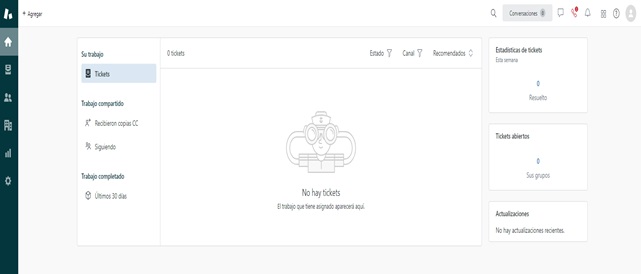 + Agregar
Conversaciones 0
Su trabajo
Tickets
Trabajo compartido
Recibieron copias CC
Siguiendo
Trabajo completado
Últimos 30 días
0 tickets
Estado
Canal
Recomendados
No hay tickets
El trabajo que tiene asignado aparecerá aquí.
Estadísticas de tickets
Este semana
0
Resuelto
Tickets abiertos
0
Sus grupos
Actualizaciones
No hay actualizaciones recientes.